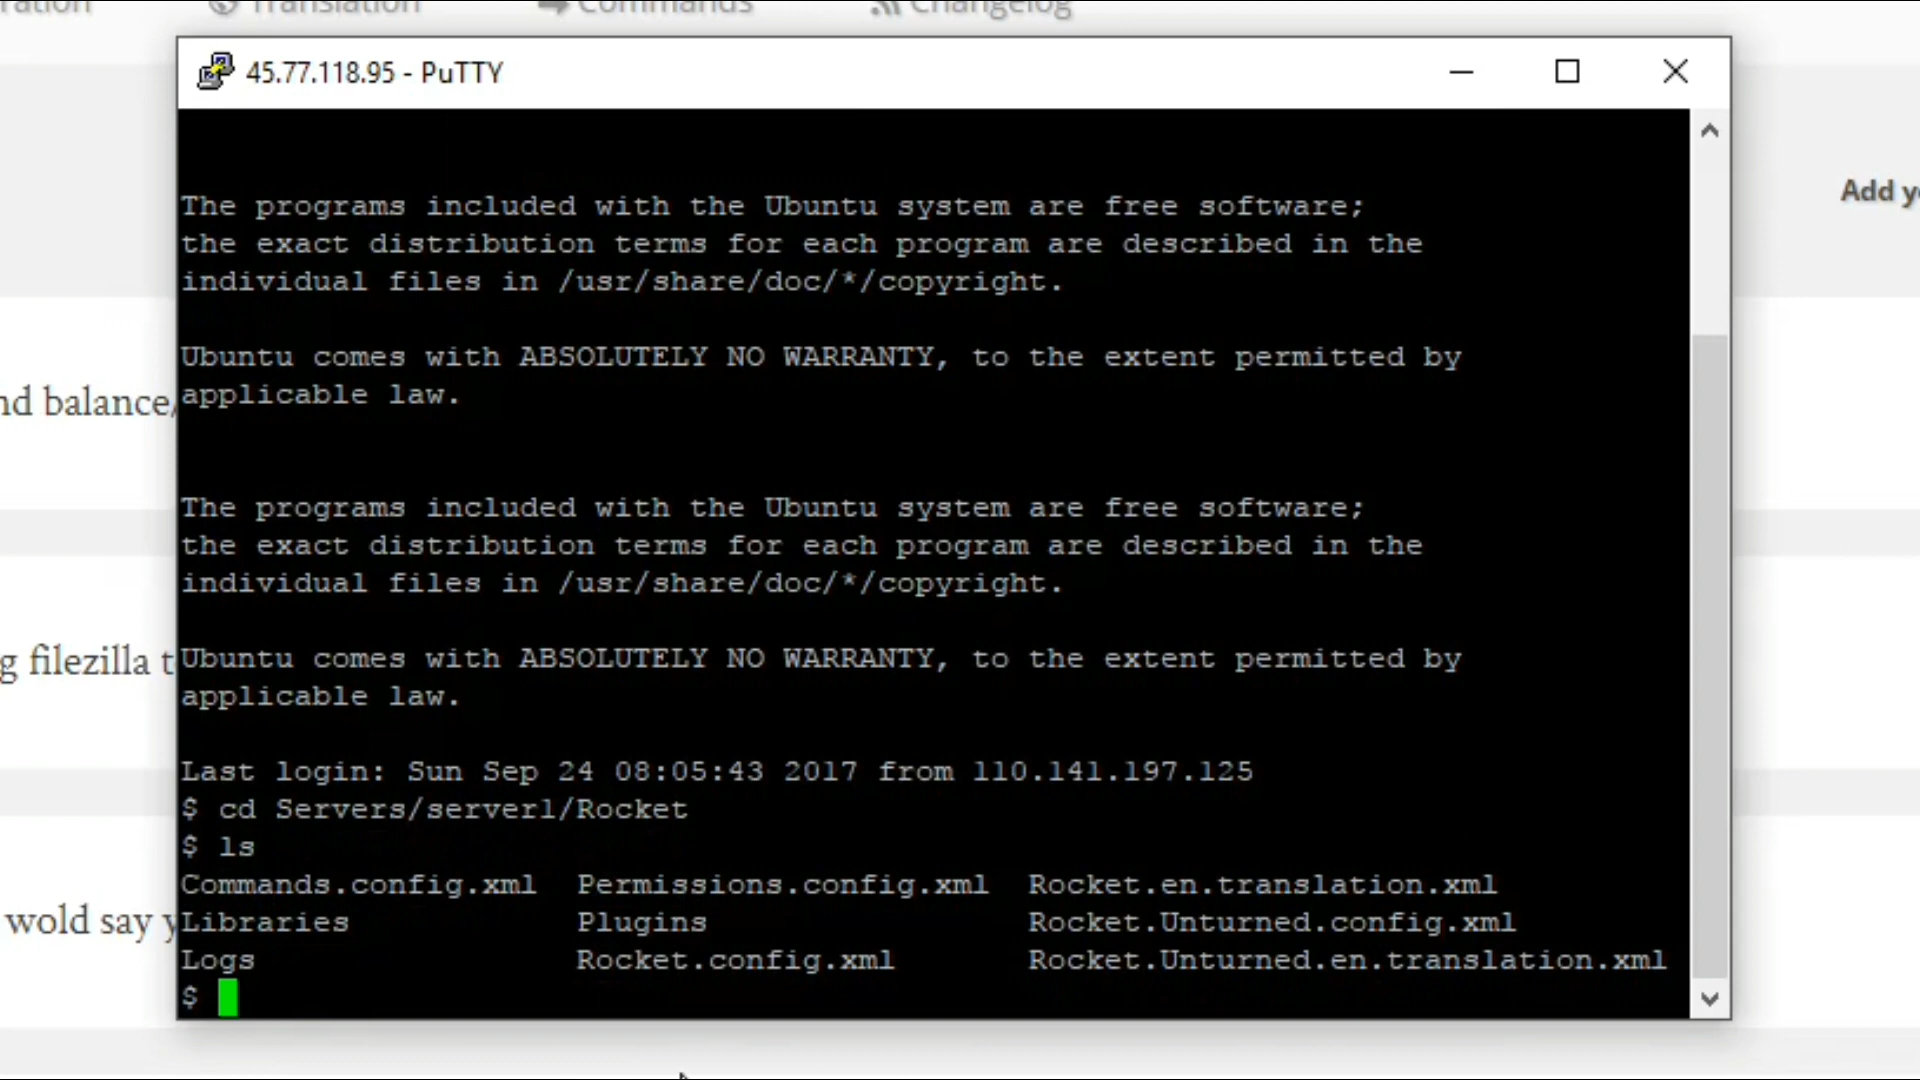 Translation
Commands
Changelog
45.77.118.95 - PuTTY
Add
nd balance/
g filezilla
wold say
The programs included with the Ubuntu system are free software;
the exact distribution terms for each program are described in the
individual files in /usr/share/doc/*/copyright.
Ubuntu comes with ABSOLUTELY NO WARRANTY, to the extent permitted by
applicable law.
The programs included with the Ubuntu system are free software;
the exact distribution terms for each program are described in the
individual files in /usr/share/doc/*/copyright.
Ubuntu comes with ABSOLUTELY NO WARRANTY, to the extent permitted by
applicable law.
Last login: Sun Sep 24 08:05:43 2017 from 110.141.197.125
$ cd Servers/server1/Rocket
$ ls
Commands.config.xml Permissions.config.xml Rocket.en.translation.xml
Libraries Plugins Rocket.Unturned.config.xml
Logs Rocket.config.xml Rocket.Unturned.en.translation.xml
$